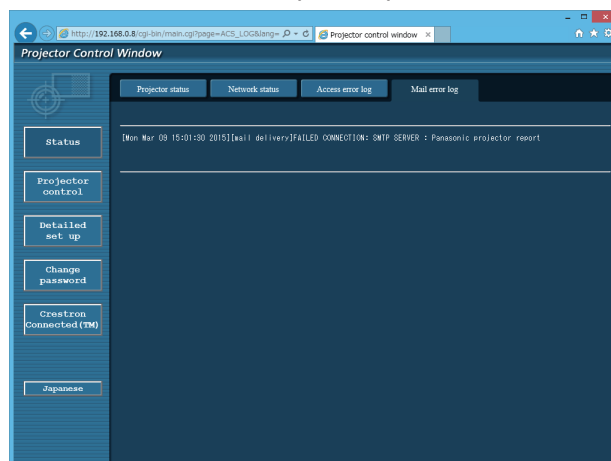 http://192.168.0.8/cgi-bin/main.cgi?page=ACS_LOG&lang=
Projector control window
Projector Control Window
Projector status
Network status
Access error log
Mail error log
[Mon Mar 09 15:01:30 2015][mail delivery]FAILED CONNECTION: SMTP SERVER : Panasonic projector report
Status
Projector
control
Detailed
set up
Change
password
Crestron
Connected(TM)
Japanese